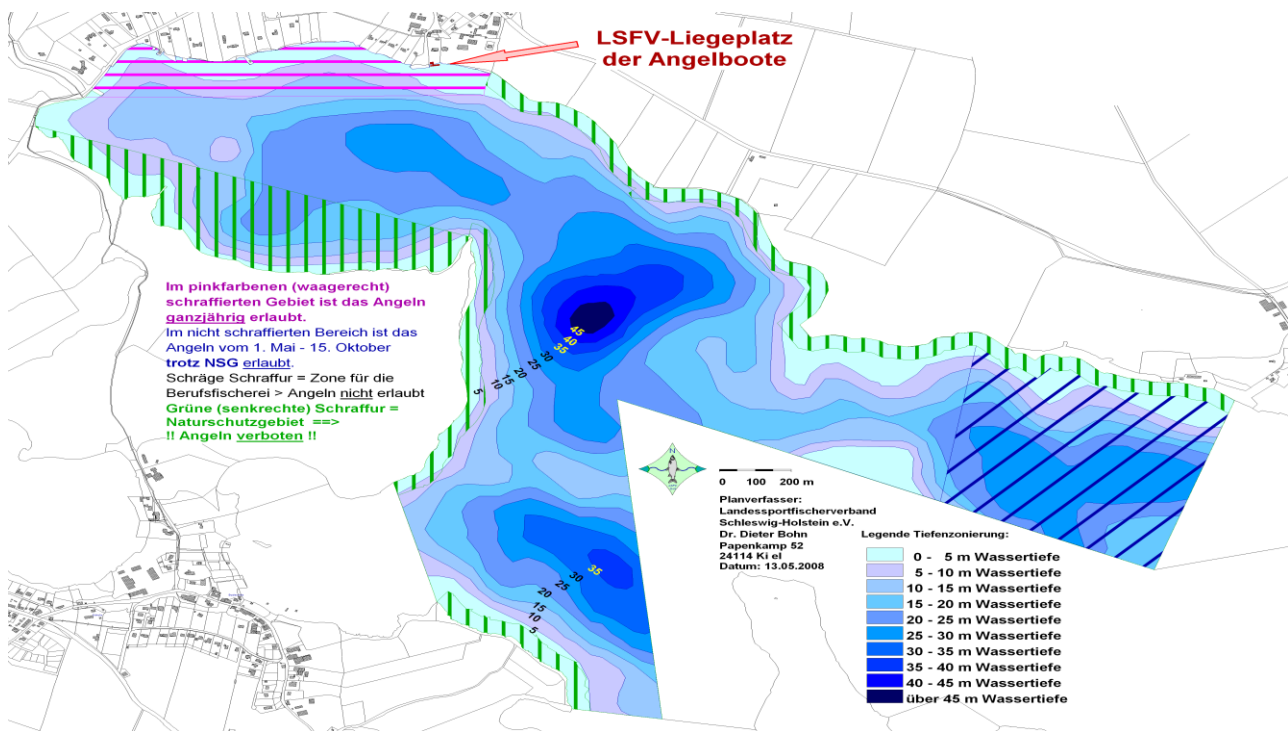 LSFV-Liegeplatz
der Angelboote
Im pinkfarbenen (waagerecht)
schraffierten Gebiet ist das Angeln
ganzjährig erlaubt.
Im nicht schraffierten Bereich ist das
Angeln vom 1. Mai - 15. Oktober
trotz NSG erlaubt.
Schräge Schraffur = Zone für die
Berufsfischerei > Angeln nicht erlaubt
Grüne (senkrechte) Schraffur =
Naturschutzgebiet ==>
!! Angeln verboten !!
45
40
35
30
25
20
15
10
5
N
0 100 200 m
Planverfasser:
Landessportfischerverband
Schleswig-Holstein e.V.
Dr. Dieter Bohn
Papenkamp 52
24114 Ki el
Datum: 13.05.2008
Legende Tiefenzonierung:
0 - 5 m Wassertiefe
5 - 10 m Wassertiefe
10 - 15 m Wassertiefe
15 - 20 m Wassertiefe
20 - 25 m Wassertiefe
25 - 30 m Wassertiefe
30 - 35 m Wassertiefe
35 - 40 m Wassertiefe
40 - 45 m Wassertiefe
über 45 m Wassertiefe
35
30
25
20
15
10
5